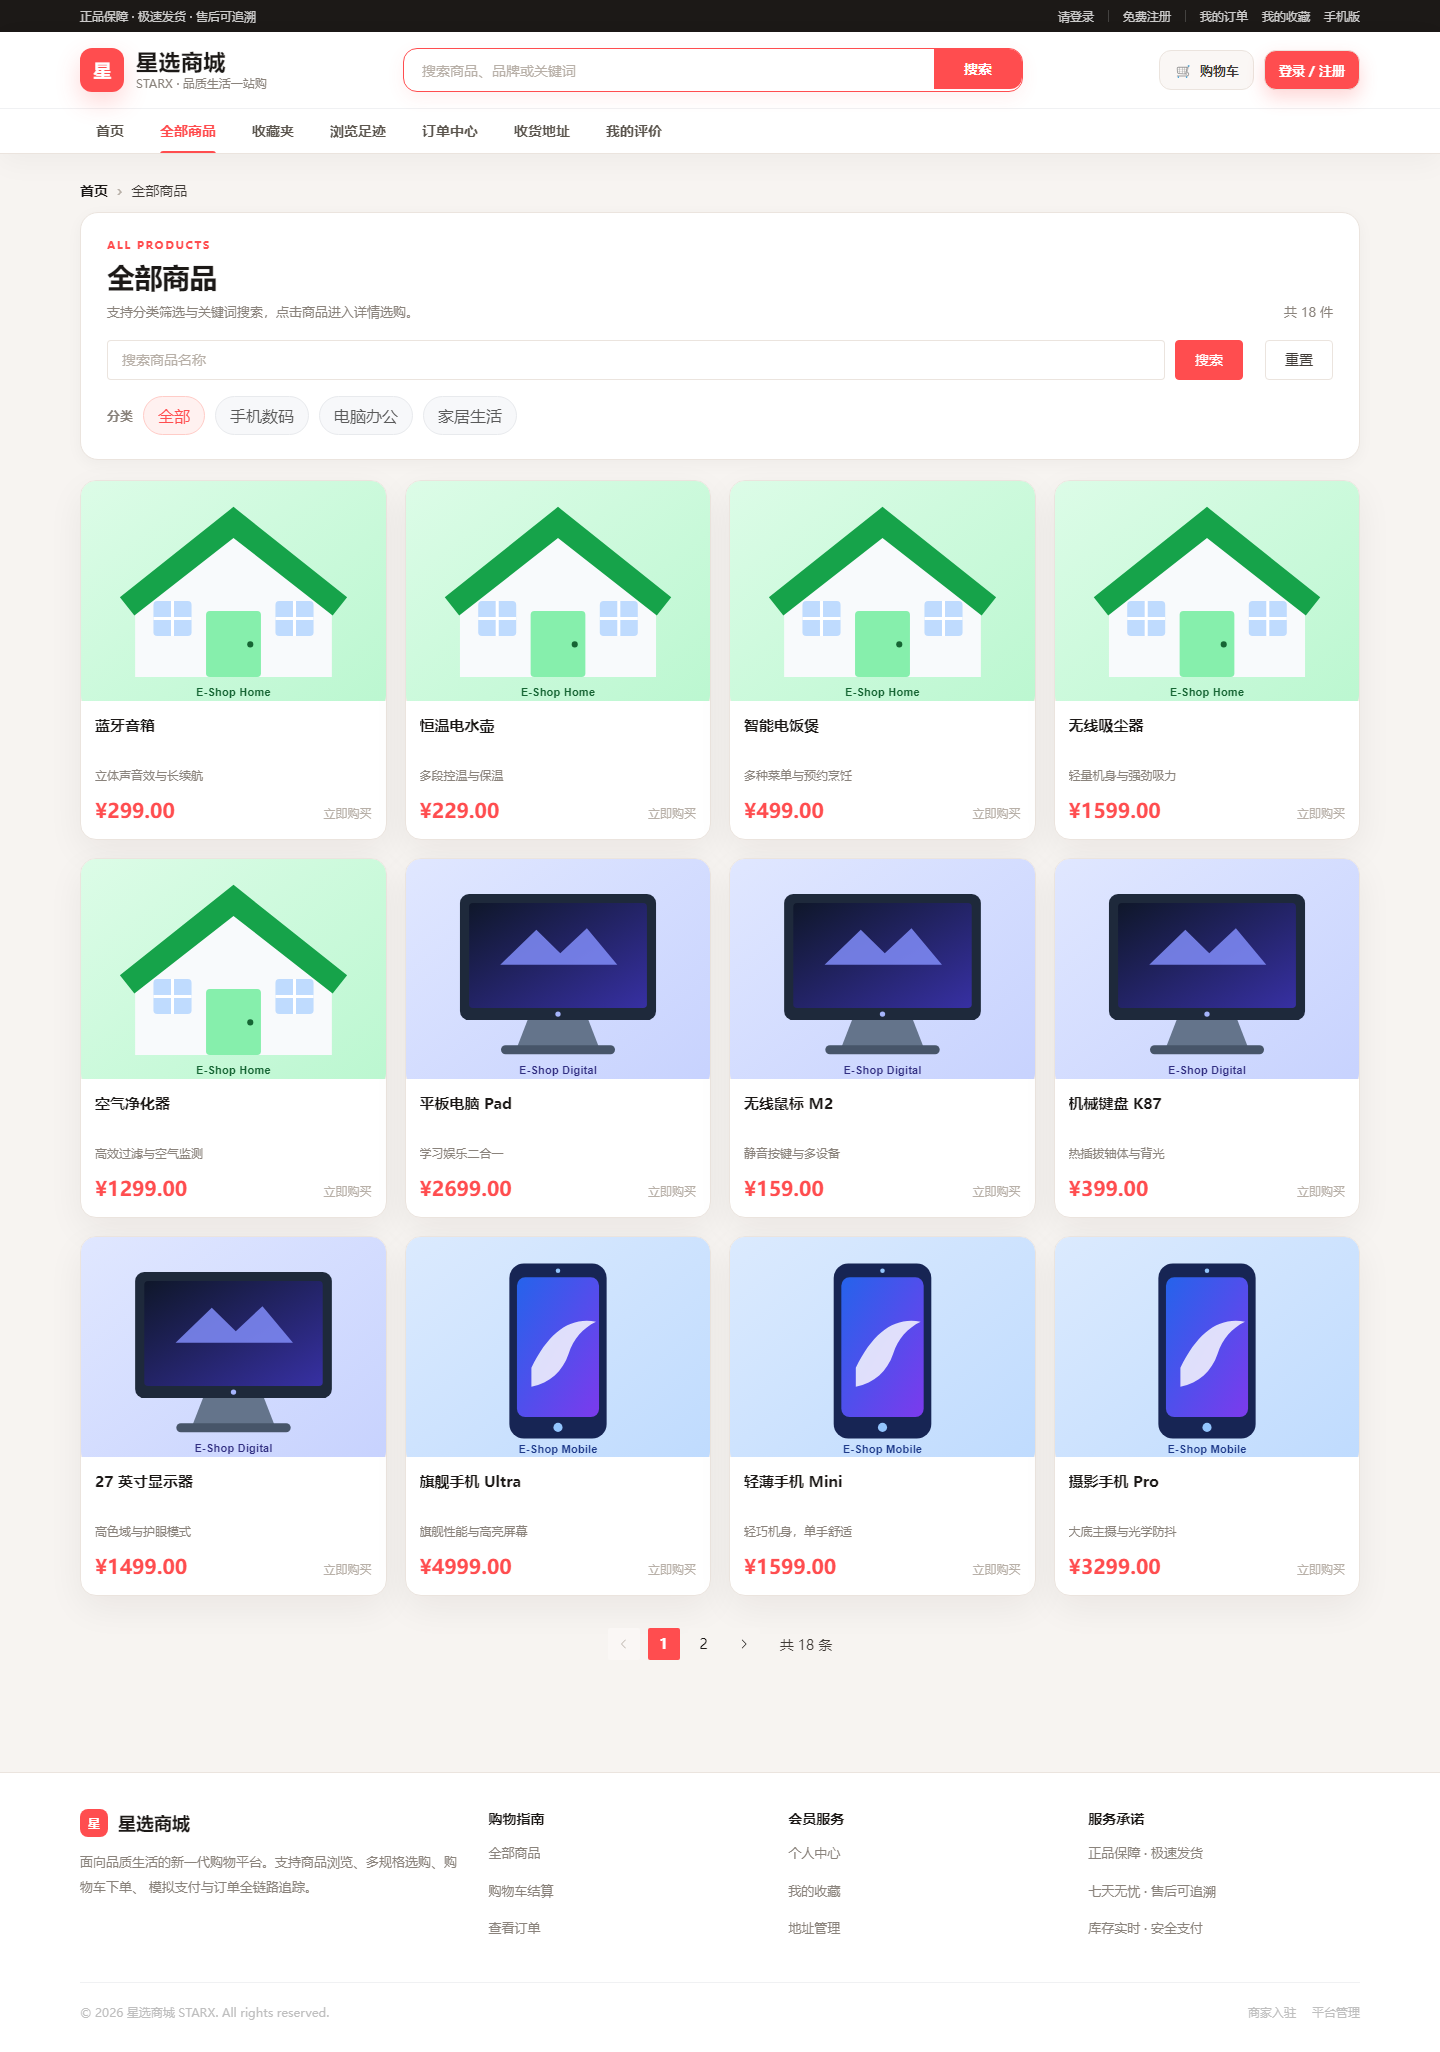 正品保障 · 极速发货 · 售后可追溯
请登录 免费注册 我的订单 我的收藏 手机版
星 星选商城
STARX · 品质生活一站购
搜索商品、品牌或关键词 搜索
购物车 登录 / 注册
首页 全部商品 收藏夹 浏览足迹 订单中心 收货地址 我的评价
首页 › 全部商品
ALL PRODUCTS
全部商品
支持分类筛选与关键词搜索，点击商品进入详情选购。 共 18 件
搜索商品名称 搜索 重置
分类 全部 手机数码 电脑办公 家居生活
E-Shop Home E-Shop Home E-Shop Home E-Shop Home
蓝牙音箱 恒温电水壶 智能电饭煲 无线吸尘器
立体声音效与长续航 多段控温与保温 多种菜单与预约烹饪 轻量机身与强劲吸力
¥299.00 立即购买 ¥229.00 立即购买 ¥499.00 立即购买 ¥1599.00 立即购买
E-Shop Home E-Shop Digital E-Shop Digital E-Shop Digital
空气净化器 平板电脑 Pad 无线鼠标 M2 机械键盘 K87
高效过滤与空气监测 学习娱乐二合一 静音按键与多设备 热插拔轴体与背光
¥1299.00 立即购买 ¥2699.00 立即购买 ¥159.00 立即购买 ¥399.00 立即购买
E-Shop Digital E-Shop Mobile E-Shop Mobile E-Shop Mobile
27 英寸显示器 旗舰手机 Ultra 轻薄手机 Mini 摄影手机 Pro
高色域与护眼模式 旗舰性能与高亮屏幕 轻巧机身，单手舒适 大底主摄与光学防抖
¥1499.00 立即购买 ¥4999.00 立即购买 ¥1599.00 立即购买 ¥3299.00 立即购买
1 2 共 18 条
星 星选商城 购物指南 会员服务 服务承诺
面向品质生活的新一代购物平台。支持商品浏览、多规格选购、购
物车下单、 模拟支付与订单全链路追踪。
全部商品 个人中心 正品保障 · 极速发货
购物车结算 我的收藏 七天无忧 · 售后可追溯
查看订单 地址管理 库存实时 · 安全支付
© 2026 星选商城 STARX. All rights reserved. 商家入驻 平台管理